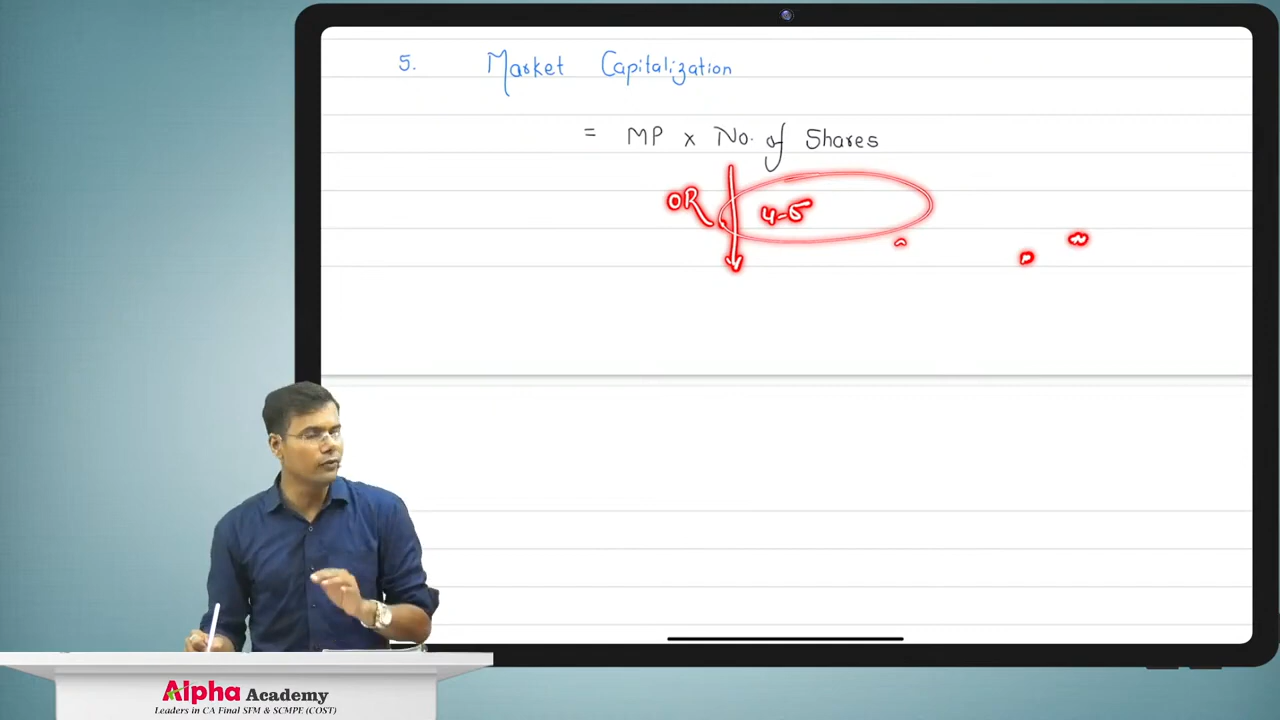 5. Market Capitalization
= MP x No. of Shares
OR 4-5
Alpha Academy
Leaders in CA Final SFM & SCMPE (COST)